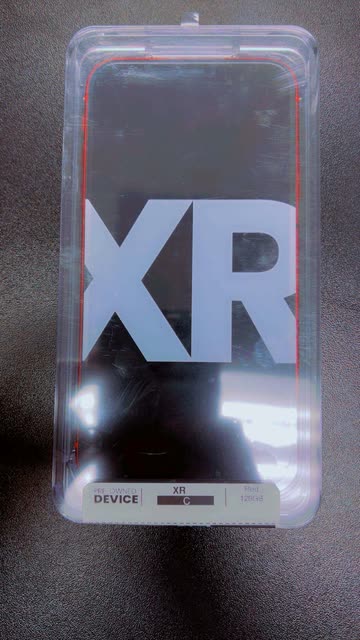 XR
PRE-OWNED
DEVICE
XR
C
Red
128GB